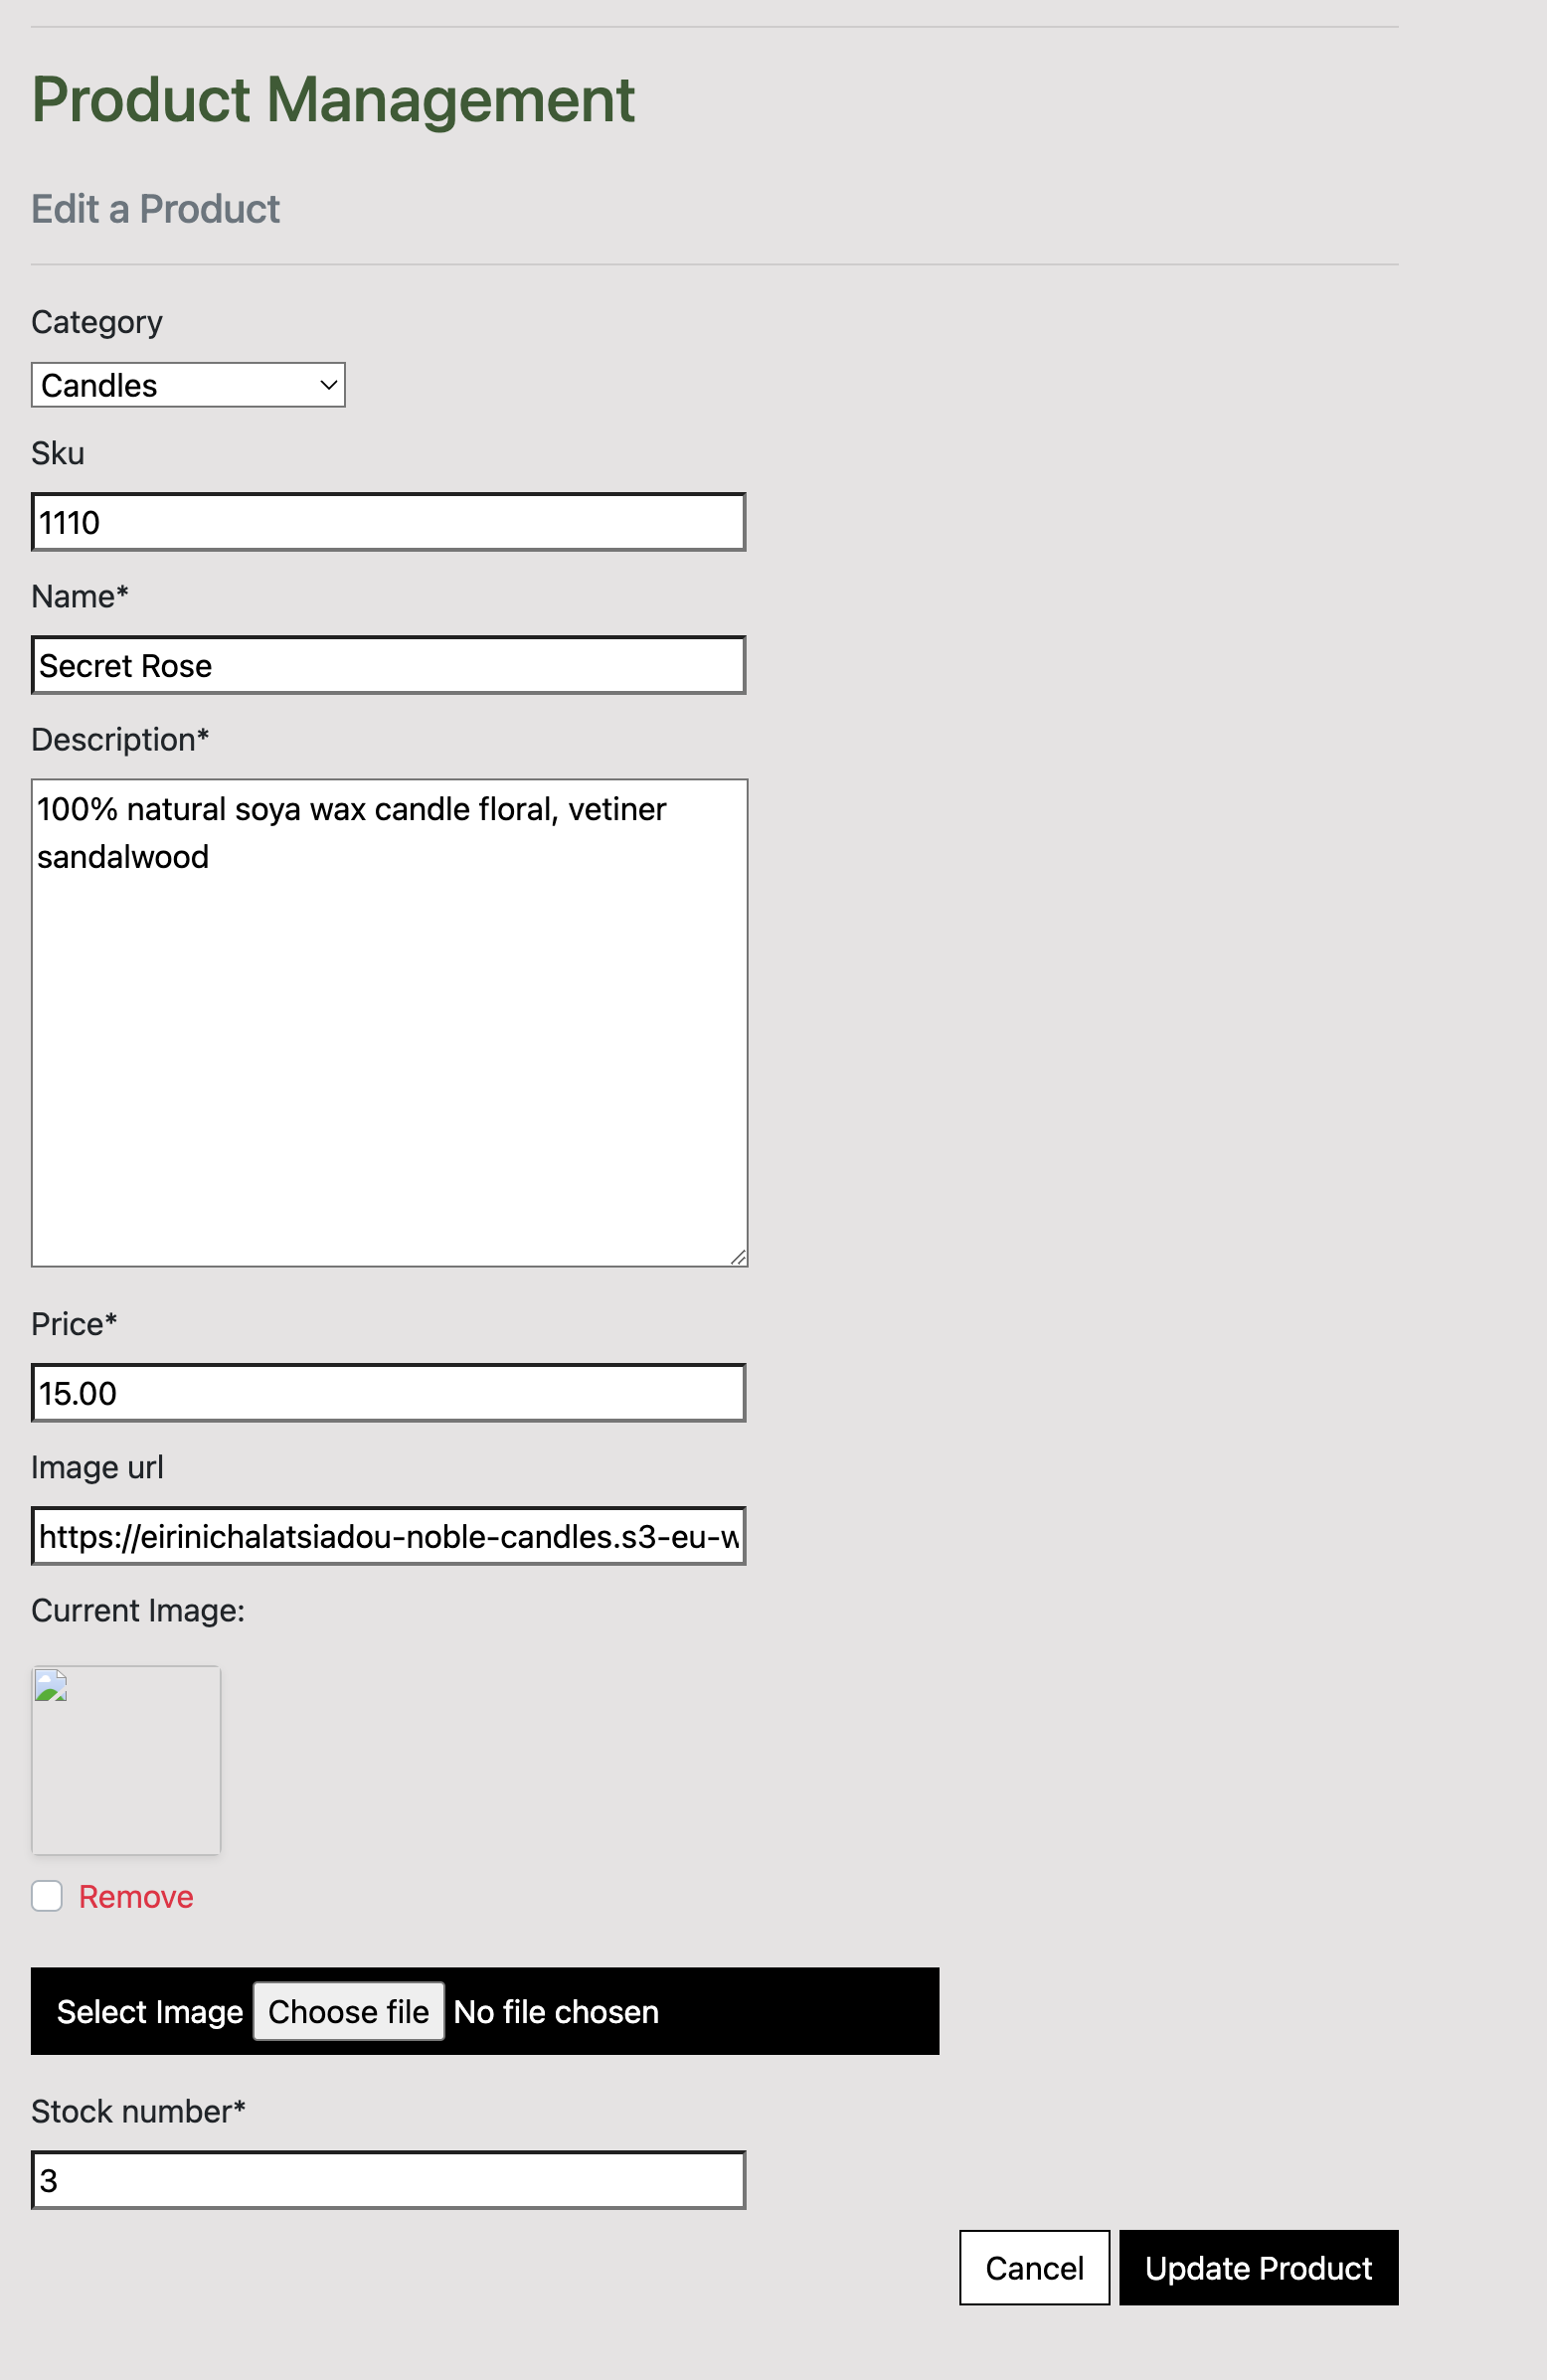 Product Management
Edit a Product
Category
Candles
Sku
1110
Name*
Secret Rose
Description*
100% natural soya wax candle floral, vetiner
sandalwood
Price*
15.00
Image url
https://eirinichalatsiadou-noble-candles.s3-eu-w
Current Image:
Remove
Select Image Choose file No file chosen
Stock number*
3
Cancel Update Product